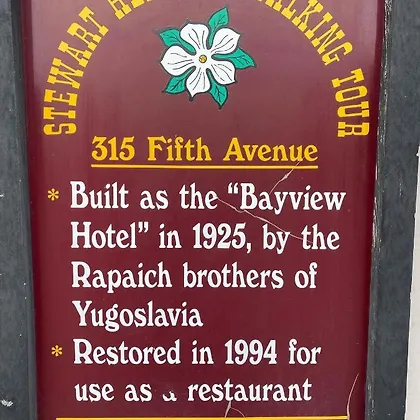 STEWART WALKING TOUR
315 Fifth Avenue
* Built as the “Bayview
Hotel” in 1925, by the
Rapaich brothers of
Yugoslavia
* Restored in 1994 for
use as a restaurant